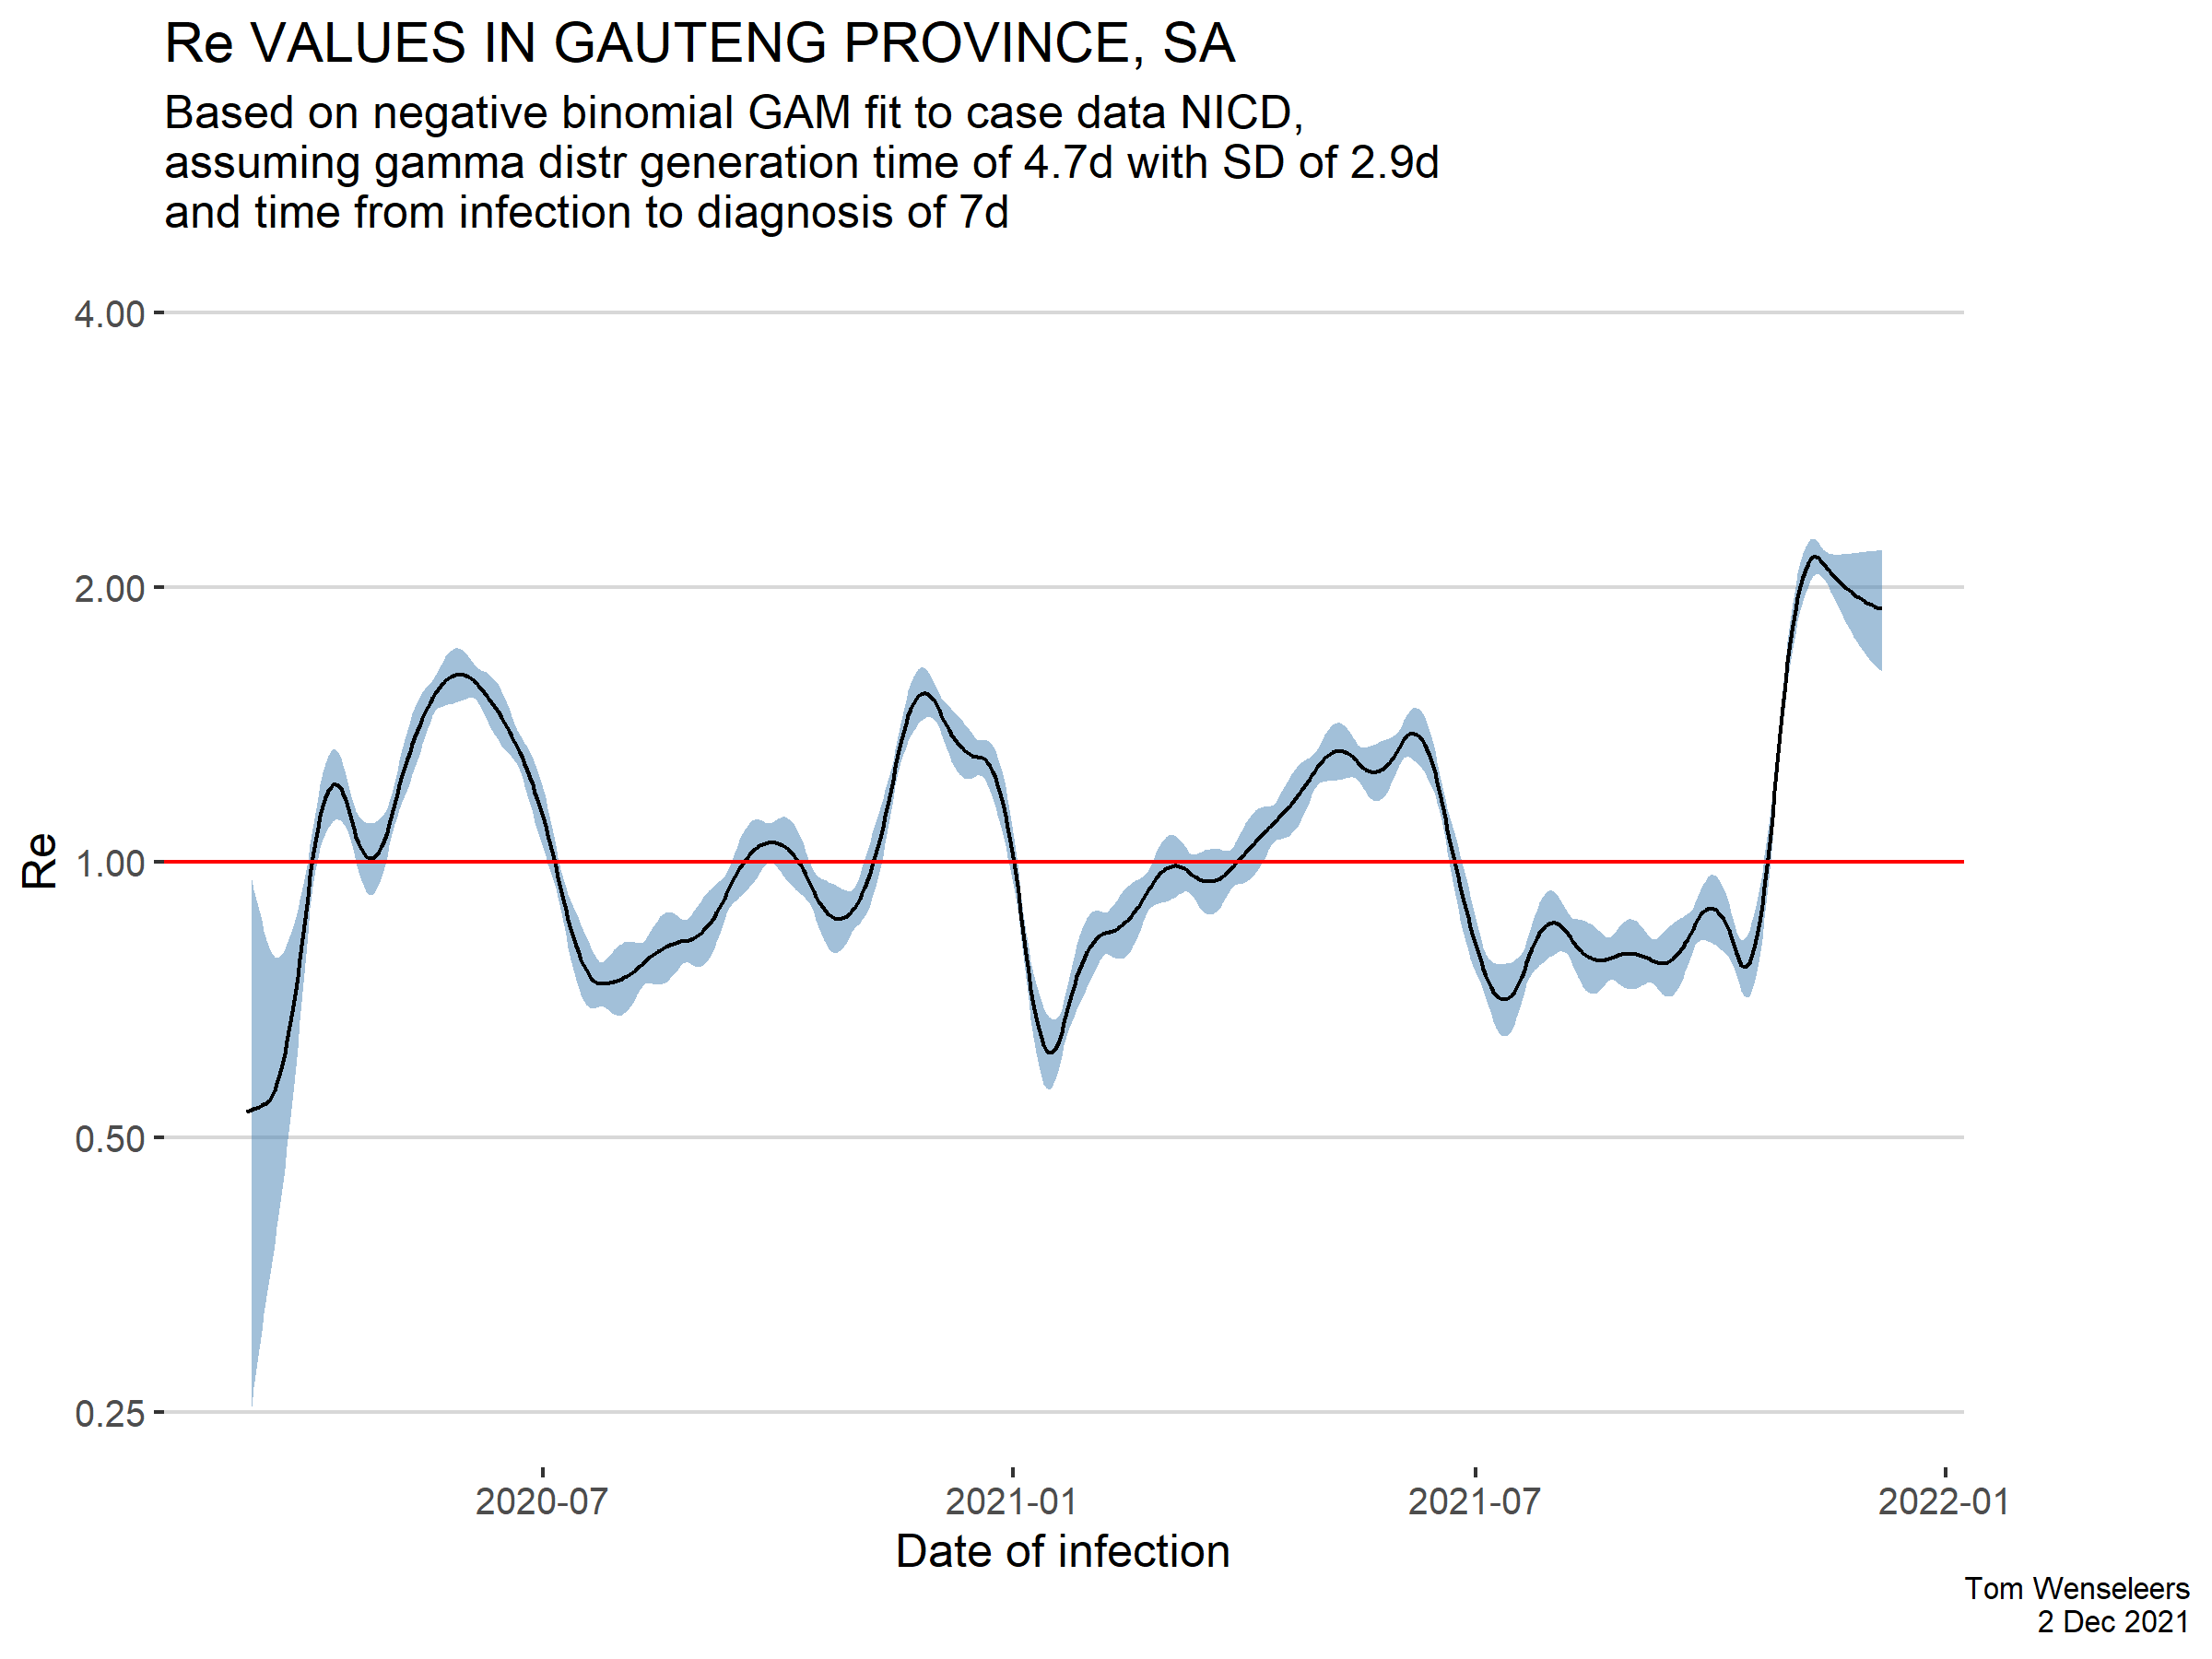 Re VALUES IN GAUTENG PROVINCE, SA
Based on negative binomial GAM fit to case data NICD,
assuming gamma distr generation time of 4.7d with SD of 2.9d
and time from infection to diagnosis of 7d
4.00
2.00
1.00
0.50
0.25
Re
2020-07
2021-01
2021-07
2022-01
Date of infection
Tom Wenseleers
2 Dec 2021